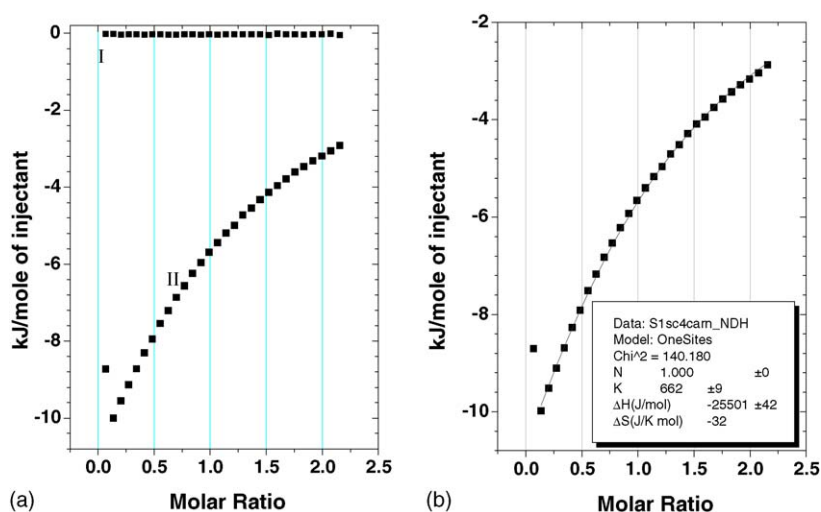 0
-2
-4
-6
-8
-10
kJ/mole of injectant
I
II
0.0 0.5 1.0 1.5 2.0 2.5
Molar Ratio
(a)
-2
-4
-6
-8
-10
kJ/mole of injectant
Data: S1sc4carn_NDH
Model: OneSites
Chi^2 = 140.180
N 1.000 ±0
K 662 ±9
ΔH(J/mol) -25501 ±42
ΔS(J/K mol) -32
0.0 0.5 1.0 1.5 2.0 2.5
Molar Ratio
(b)